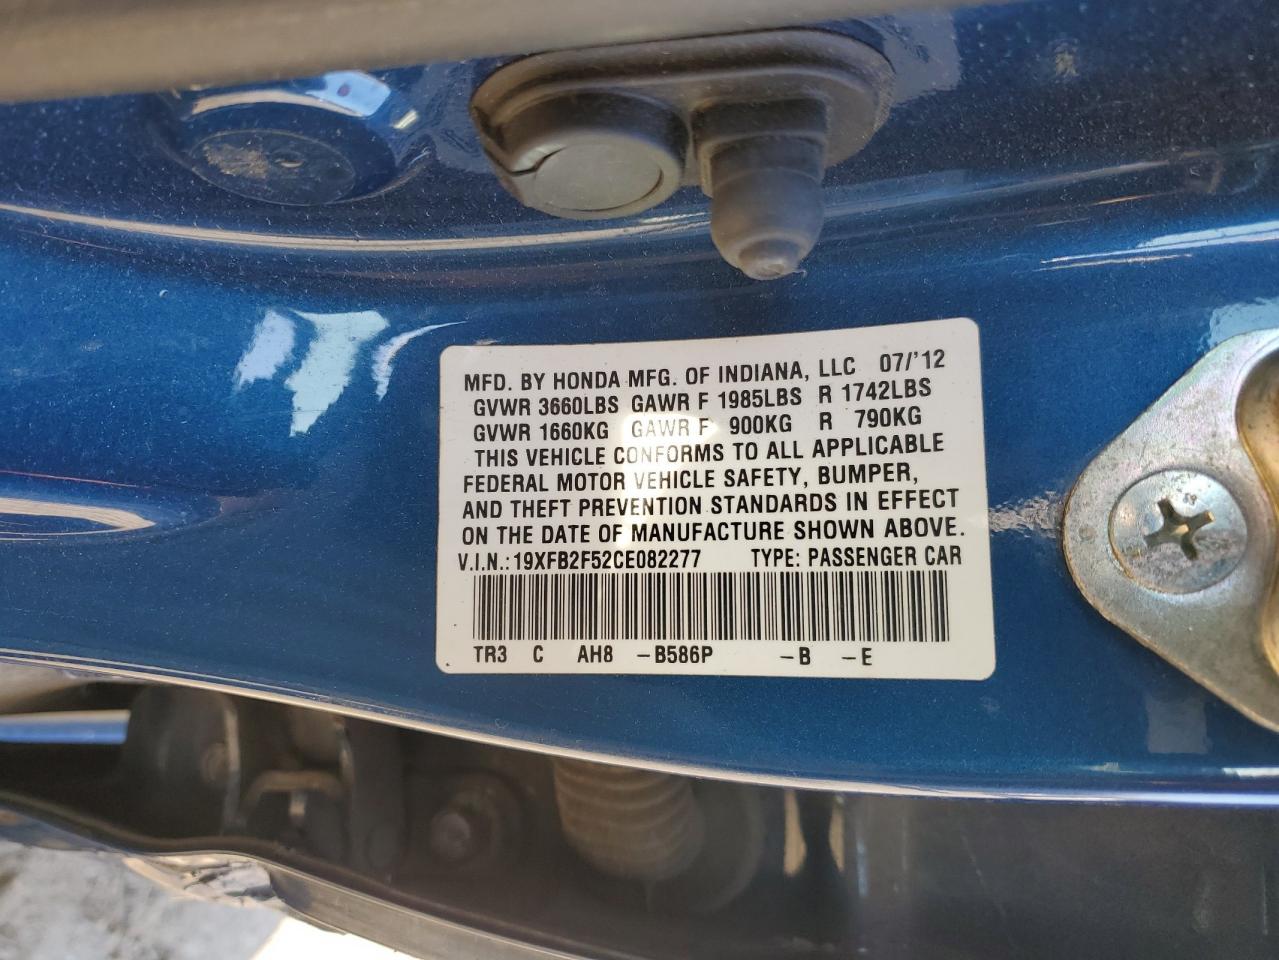 MFD. BY HONDA MFG. OF INDIANA, LLC 07/'12
GVWR 3660LBS GAWR F 1985LBS R 1742LBS
GVWR 1660KG GAWR F 900KG R 790KG
THIS VEHICLE CONFORMS TO ALL APPLICABLE
FEDERAL MOTOR VEHICLE SAFETY, BUMPER,
AND THEFT PREVENTION STANDARDS IN EFFECT
ON THE DATE OF MANUFACTURE SHOWN ABOVE.
V.I.N.: 19XFB2F52CE082277 TYPE: PASSENGER CAR
TR3 C AH8 -B586P -B -E